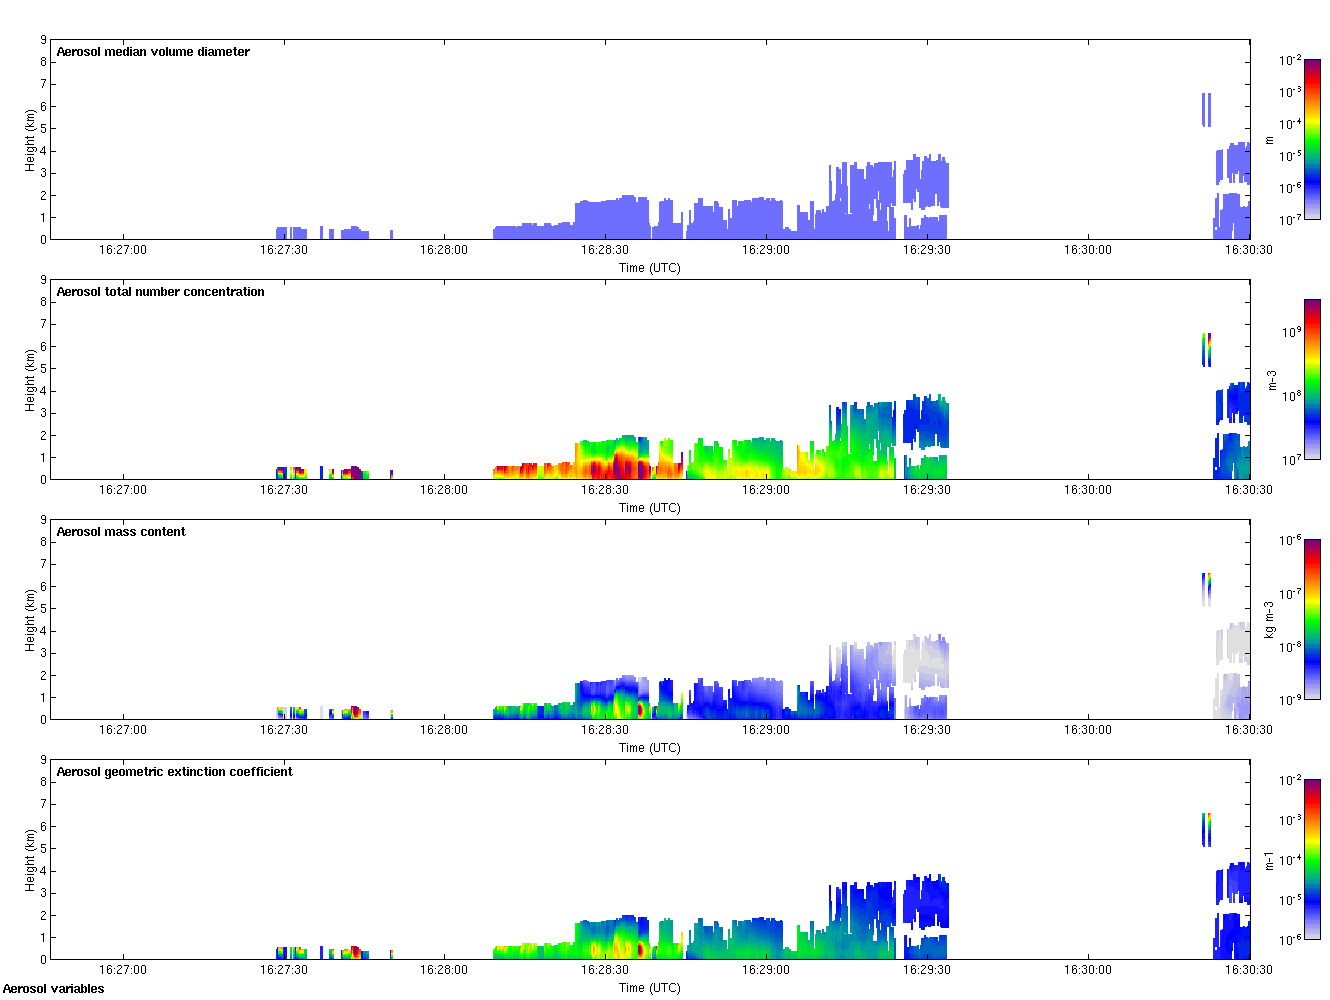 Aerosol median volume diameter
9
8
7
6
5
4
3
2
1
0
Height (km)
16:27:00 16:27:30 16:28:00 16:28:30 16:29:00 16:29:30 16:30:00 16:30:30
Time (UTC)
10-2
10-3
10-4
10-5
10-6
10-7
m
Aerosol total number concentration
9
8
7
6
5
4
3
2
1
0
Height (km)
16:27:00 16:27:30 16:28:00 16:28:30 16:29:00 16:29:30 16:30:00 16:30:30
Time (UTC)
109
108
107
m-3
Aerosol mass content
9
8
7
6
5
4
3
2
1
0
Height (km)
16:27:00 16:27:30 16:28:00 16:28:30 16:29:00 16:29:30 16:30:00 16:30:30
Time (UTC)
10-6
10-7
10-8
10-9
kg m-3
Aerosol geometric extinction coefficient
9
8
7
6
5
4
3
2
1
0
Height (km)
16:27:00 16:27:30 16:28:00 16:28:30 16:29:00 16:29:30 16:30:00 16:30:30
Time (UTC)
10-2
10-3
10-4
10-5
10-6
m-1
Aerosol variables